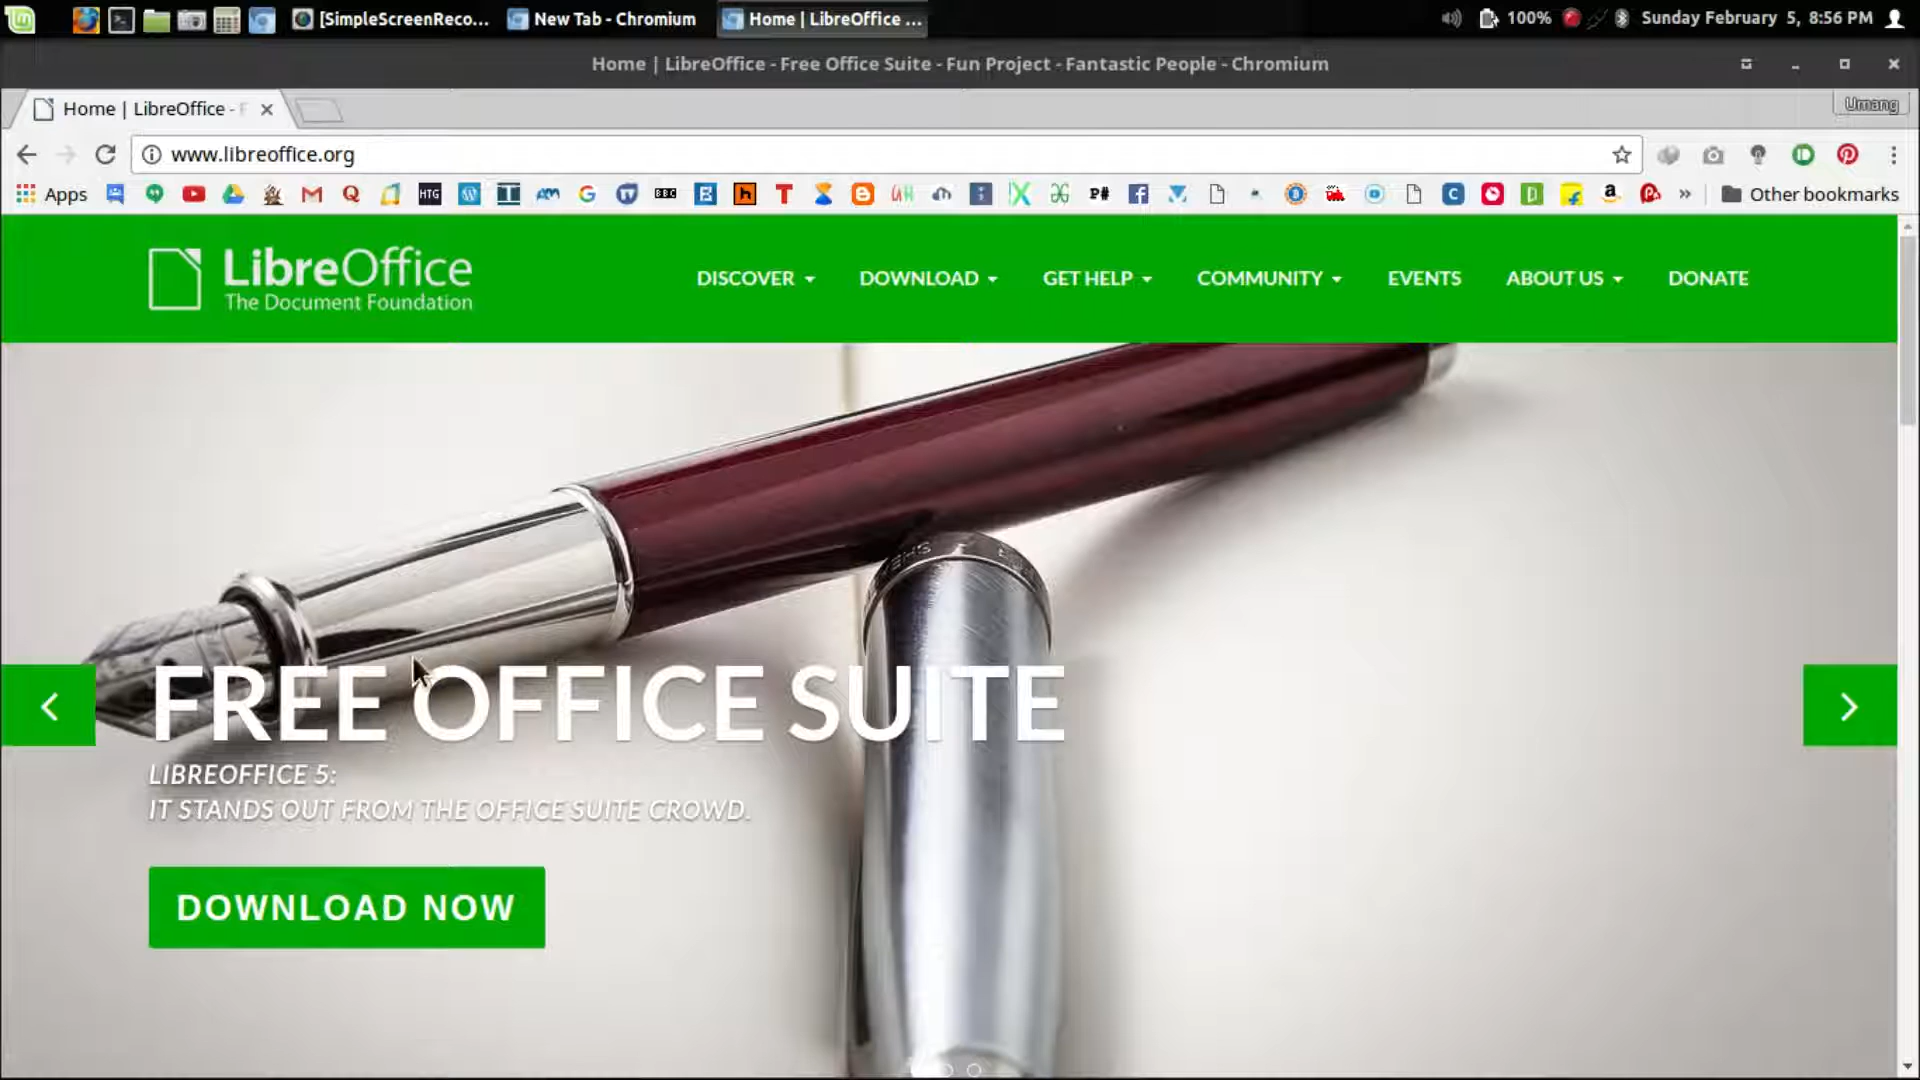 [SimpleScreenReco...
New Tab - Chromium
Home | LibreOffice ...
100%
Sunday February 5, 8:56 PM
Home | LibreOffice - Free Office Suite - Fun Project - Fantastic People - Chromium
Home | LibreOffice - F
Umang
www.libreoffice.org
Apps
HTG
BBC
P#
Other bookmarks
LibreOffice
The Document Foundation
DISCOVER
DOWNLOAD
GET HELP
COMMUNITY
EVENTS
ABOUT US
DONATE
FREE OFFICE SUITE
LIBREOFFICE 5:
IT STANDS OUT FROM THE OFFICE SUITE CROWD.
DOWNLOAD NOW